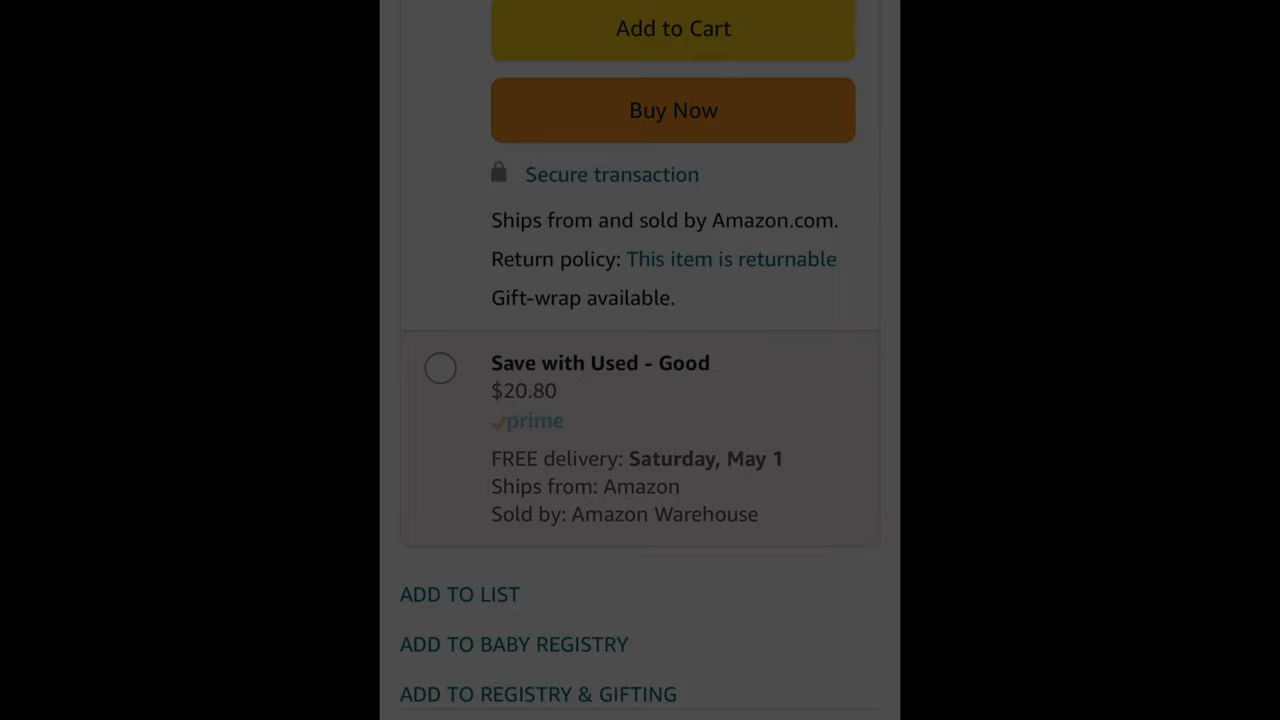 Add to Cart
Buy Now
Secure transaction
Ships from and sold by Amazon.com.
Return policy: This item is returnable
Gift-wrap available.
Save with Used - Good
$20.80
prime
FREE delivery: Saturday, May 1
Ships from: Amazon
Sold by: Amazon Warehouse
ADD TO LIST
ADD TO BABY REGISTRY
ADD TO REGISTRY & GIFTING